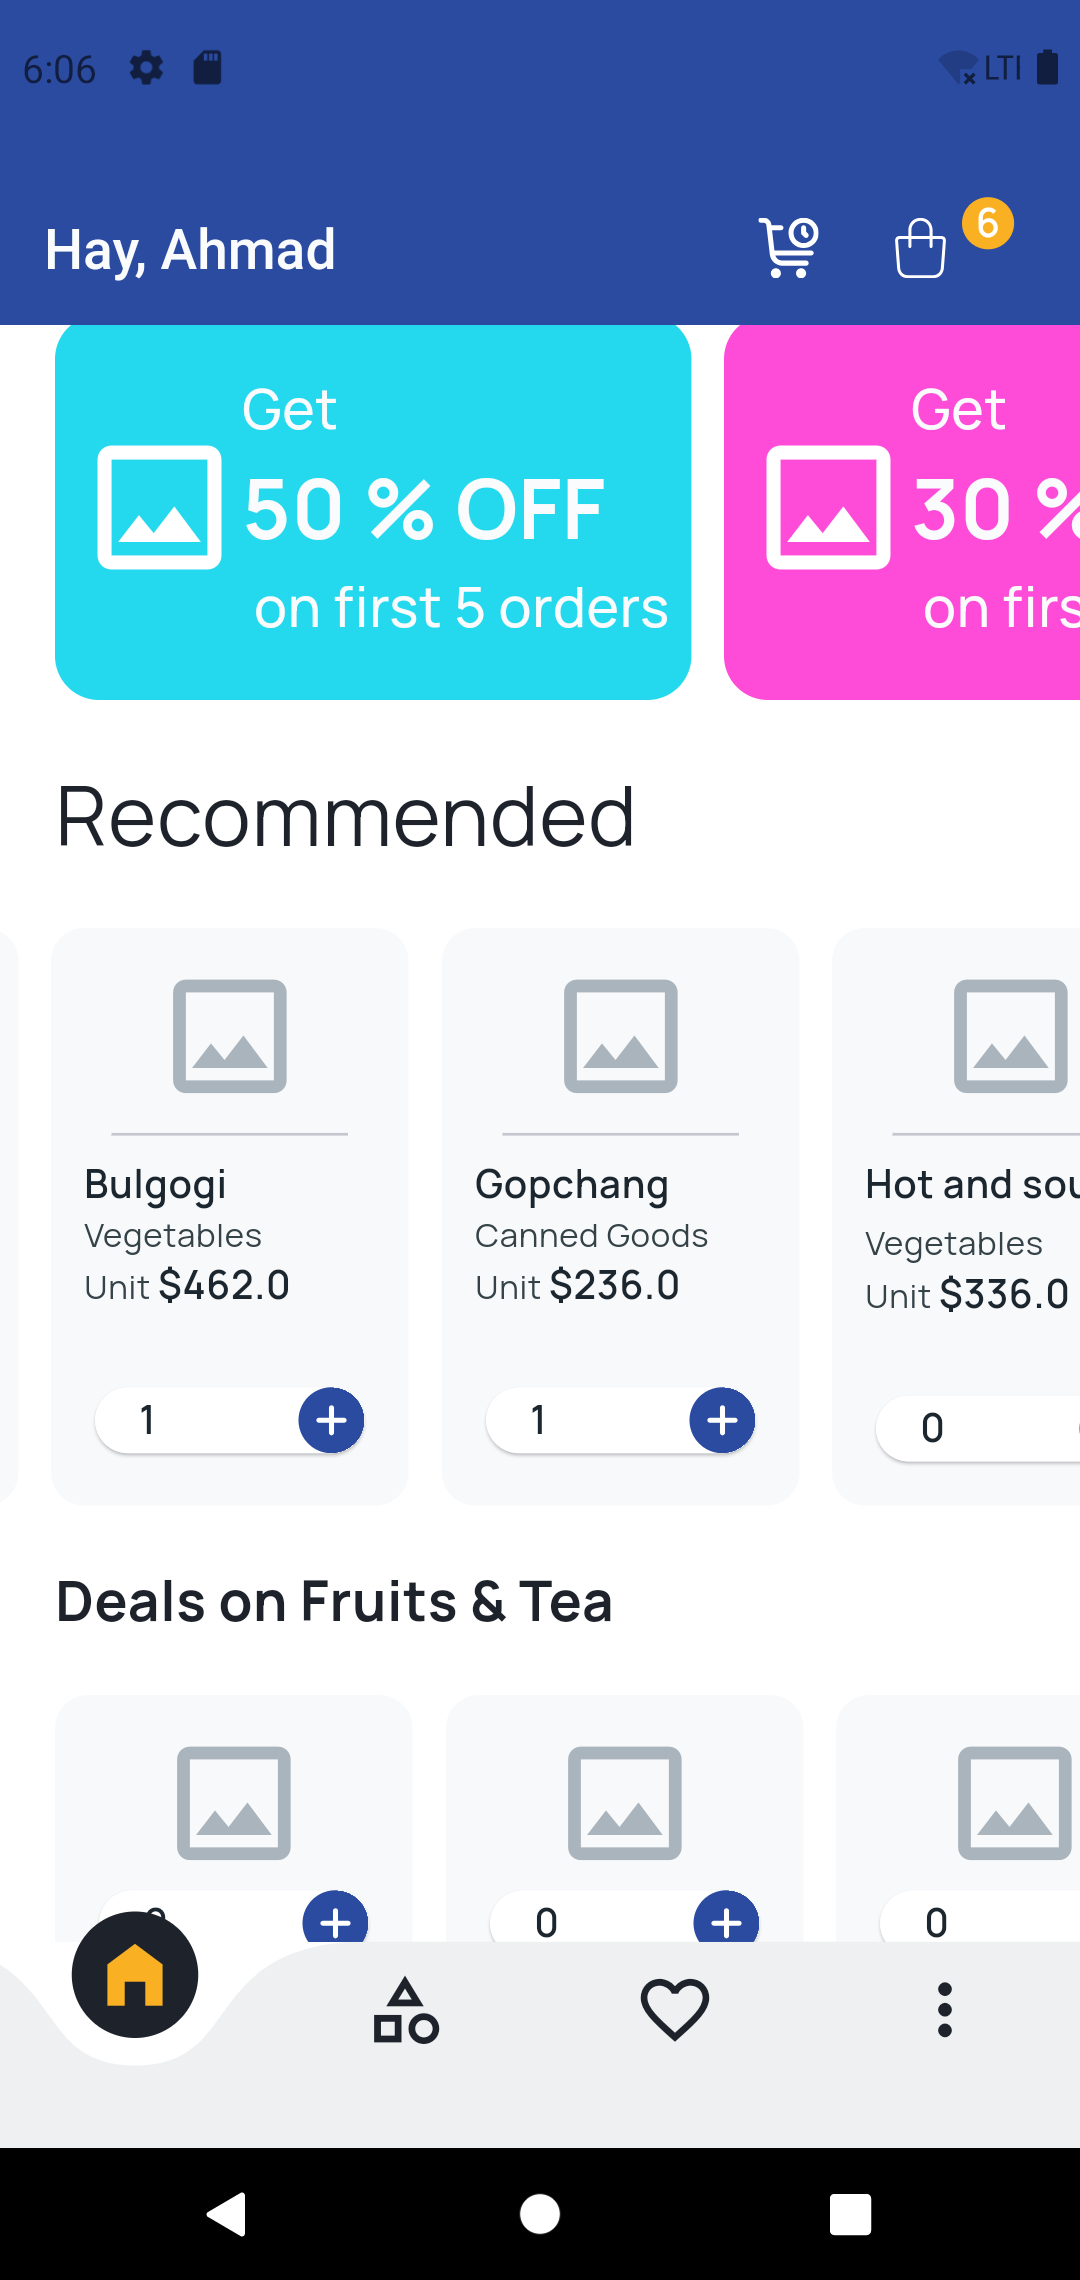 6:06
LTI
Hay, Ahmad
6
Get
50 % OFF
on first 5 orders
Get
30 %
on firs
Recommended
Bulgogi
Vegetables
Unit $462.0
1
Gopchang
Canned Goods
Unit $236.0
1
Hot and sou
Vegetables
Unit $336.0
0
Deals on Fruits & Tea
0
0
0